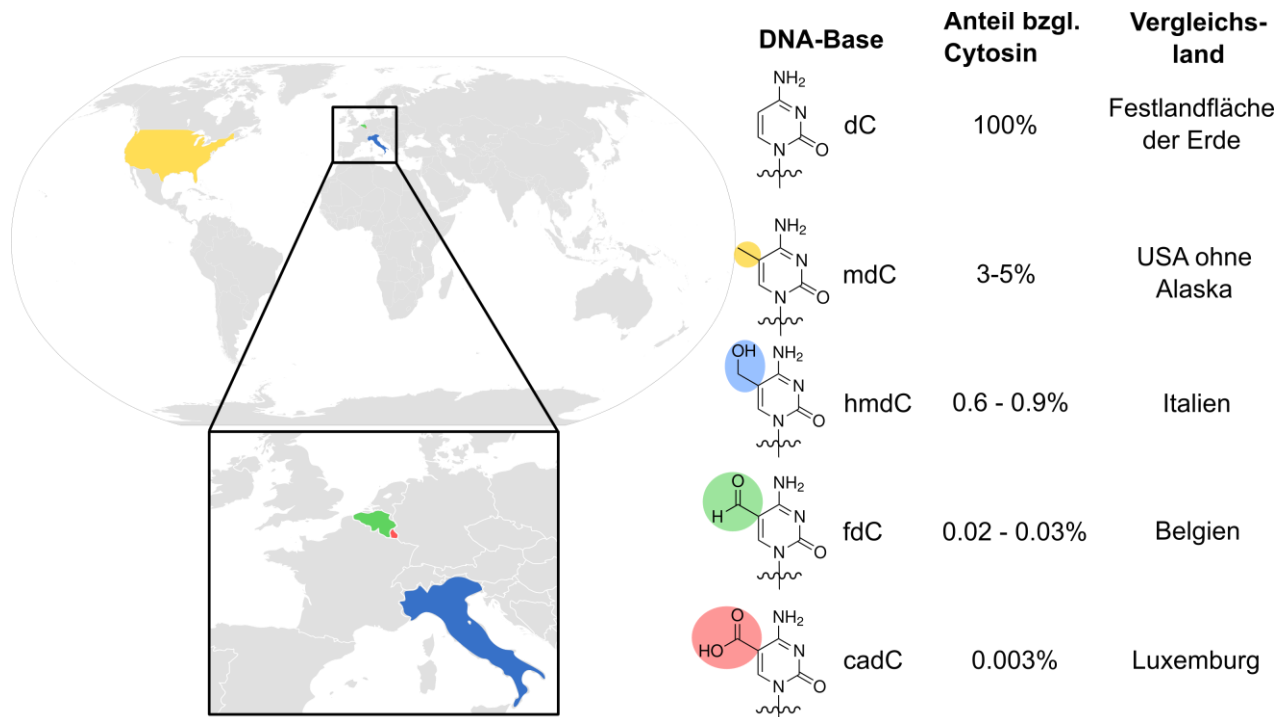 DNA-Base
Anteil bzgl.
Cytosin
Vergleichs-
land
NH2
N
N
O
dC
100%
Festlandfläche
der Erde
NH2
N
N
O
mdC
3-5%
USA ohne
Alaska
OH
NH2
N
N
O
hmdC
0.6 - 0.9%
Italien
O
NH2
H
N
N
O
fdC
0.02 - 0.03%
Belgien
O
NH2
HO
N
N
O
cadC
0.003%
Luxemburg